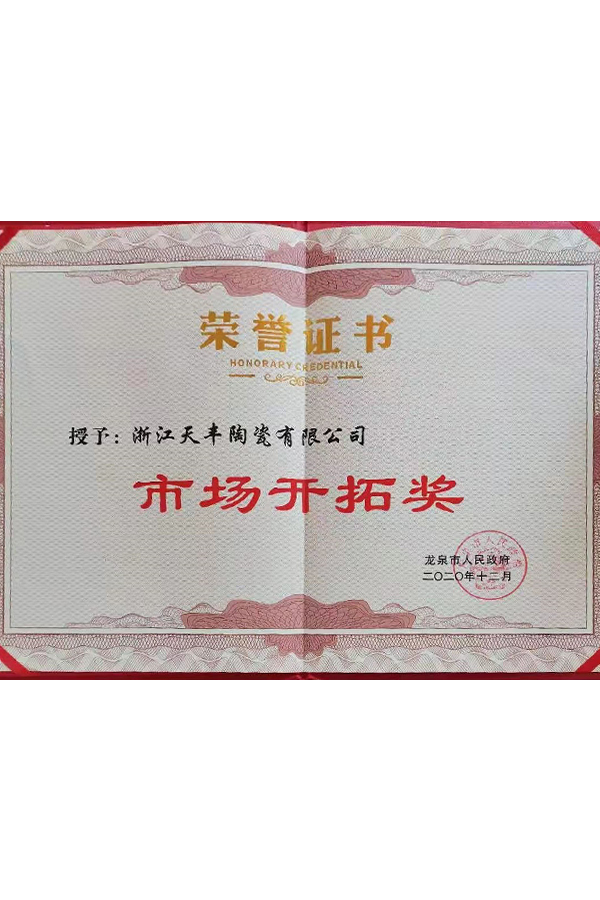 荣誉证书
HONORARY CREDENTIAL
授予：浙江天丰陶瓷有限公司
市场开拓奖
龙泉市人民政府
二〇二〇年十二月